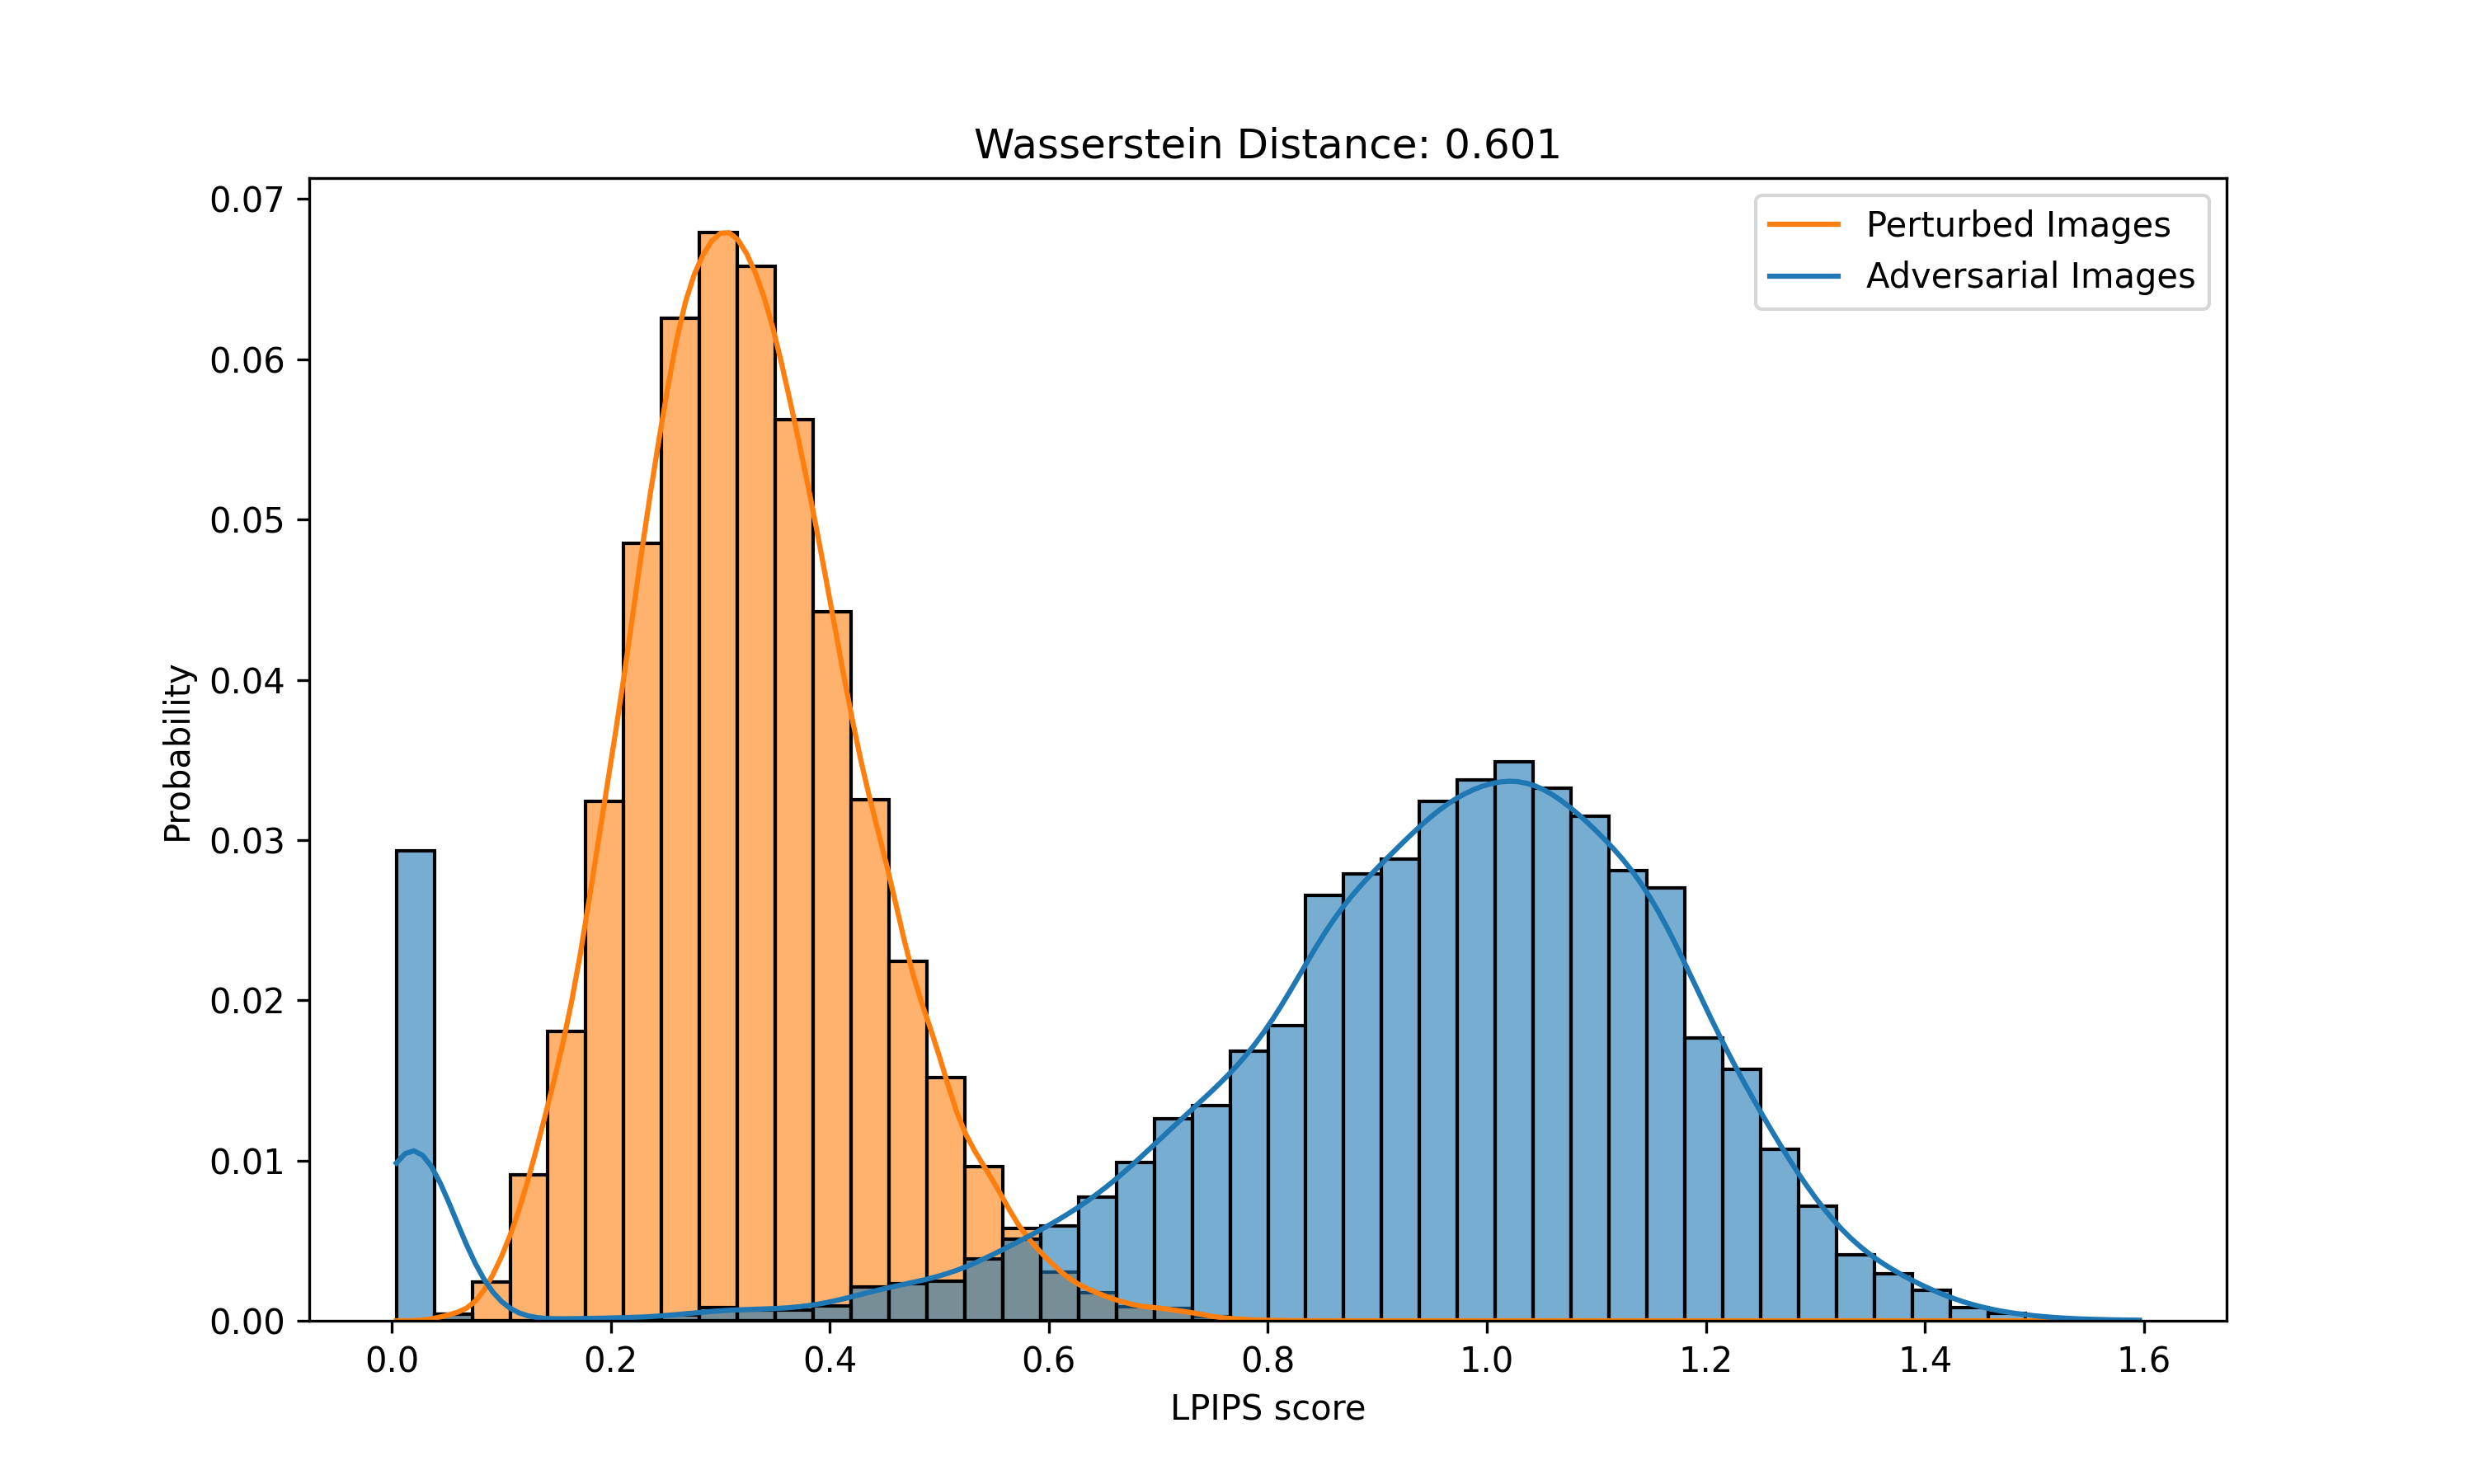 Wasserstein Distance: 0.601
Perturbed Images
Adversarial Images
Probability
0.07
0.06
0.05
0.04
0.03
0.02
0.01
0.00
0.0 0.2 0.4 0.6 0.8 1.0 1.2 1.4 1.6
LPIPS score